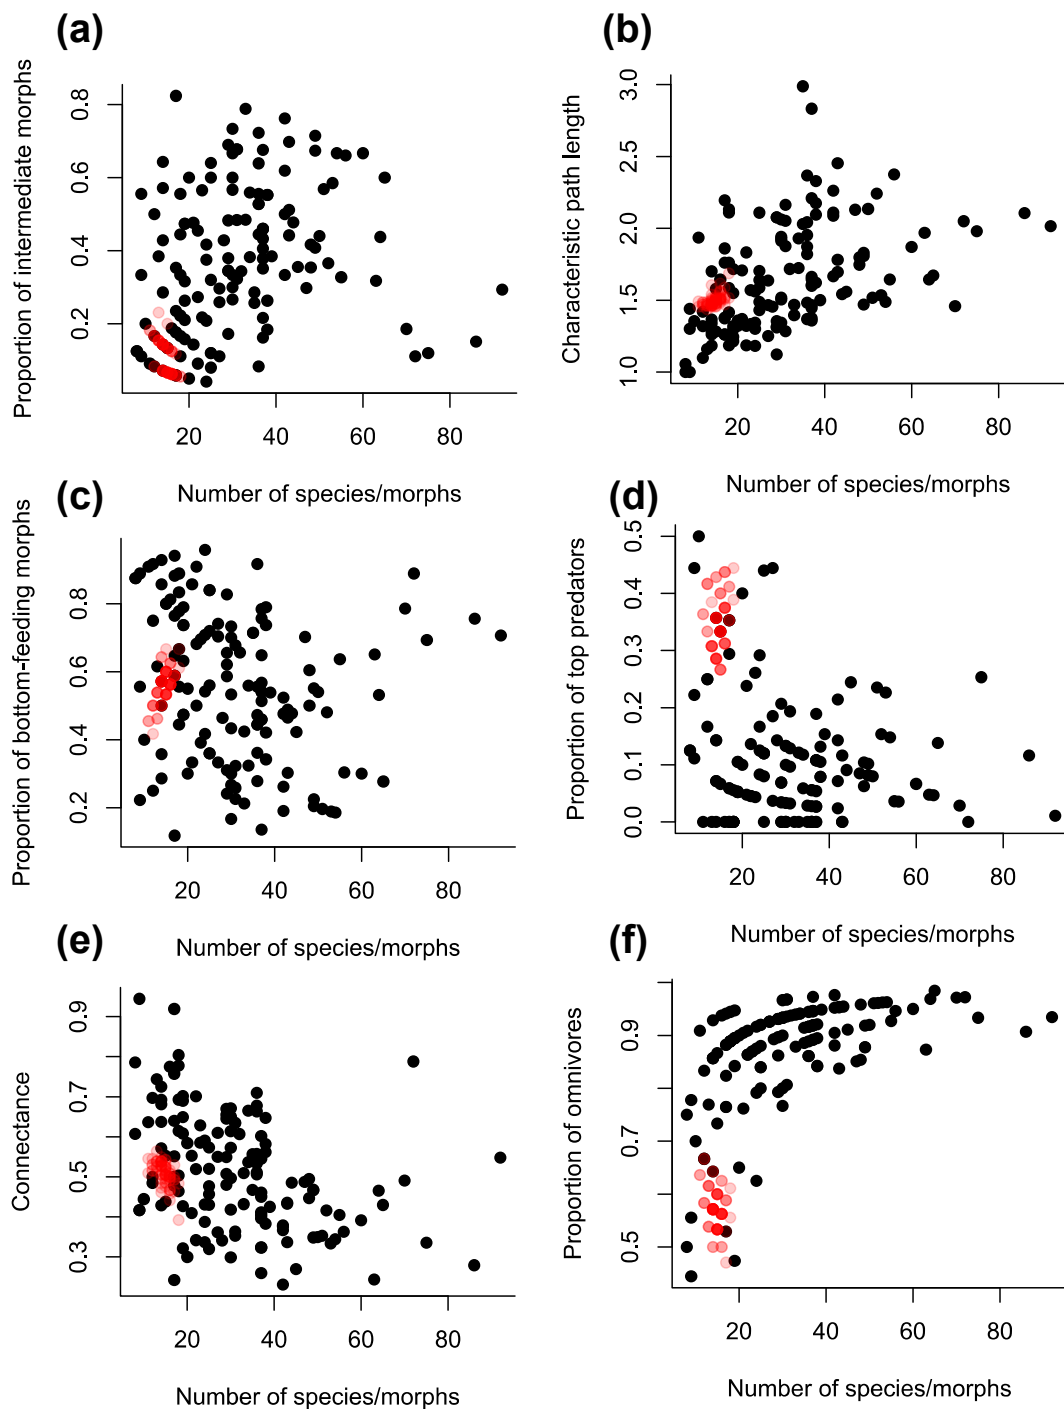 (a)
Proportion of intermediate morphs
0.2 0.4 0.6 0.8
20 40 60 80
Number of species/morphs
(b)
Characteristic path length
1.0 1.5 2.0 2.5 3.0
20 40 60 80
Number of species/morphs
(c)
Proportion of bottom-feeding morphs
0.2 0.4 0.6 0.8
20 40 60 80
Number of species/morphs
(d)
Proportion of top predators
0.0 0.1 0.2 0.3 0.4 0.5
20 40 60 80
Number of species/morphs
(e)
Connectance
0.3 0.5 0.7 0.9
20 40 60 80
Number of species/morphs
(f)
Proportion of omnivores
0.5 0.7 0.9
20 40 60 80
Number of species/morphs